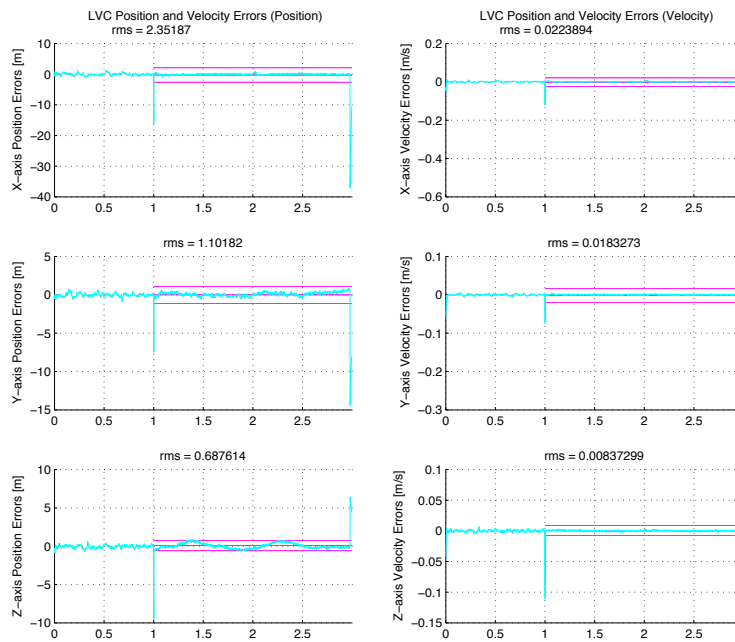 LVC Position and Velocity Errors (Position)
rms = 2.35187
X−axis Position Errors [m]
10
0
−10
−20
−30
−40
0 0.5 1 1.5 2 2.5
LVC Position and Velocity Errors (Velocity)
rms = 0.0223894
X−axis Velocity Errors [m/s]
0.2
0
−0.2
−0.4
−0.6
0 0.5 1 1.5 2 2.5
rms = 1.10182
Y−axis Position Errors [m]
5
0
−5
−10
−15
0 0.5 1 1.5 2 2.5
rms = 0.0183273
Y−axis Velocity Errors [m/s]
0.1
0
−0.1
−0.2
−0.3
0 0.5 1 1.5 2 2.5
rms = 0.687614
Z−axis Position Errors [m]
10
5
0
−5
−10
0 0.5 1 1.5 2 2.5
rms = 0.00837299
Z−axis Velocity Errors [m/s]
0.1
0.05
0
−0.05
−0.1
−0.15
0 0.5 1 1.5 2 2.5